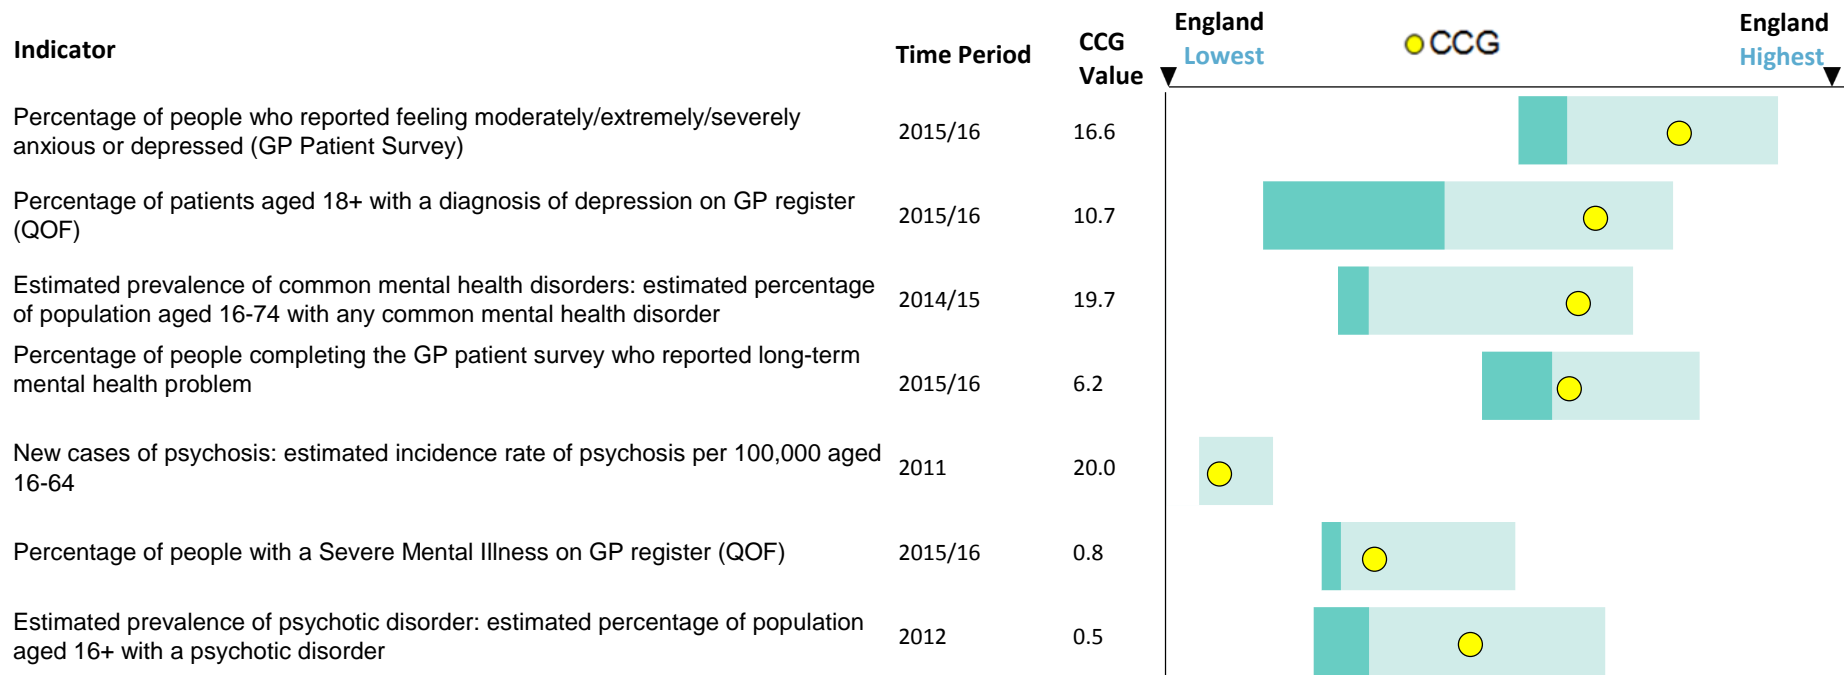 Indicator
Time Period
CCG
Value
England
Lowest
CCG
England
Highest
Percentage of people who reported feeling moderately/extremely/severely
anxious or depressed (GP Patient Survey)
2015/16
16.6
Percentage of patients aged 18+ with a diagnosis of depression on GP register
(QOF)
2015/16
10.7
Estimated prevalence of common mental health disorders: estimated percentage
of population aged 16-74 with any common mental health disorder
2014/15
19.7
Percentage of people completing the GP patient survey who reported long-term
mental health problem
2015/16
6.2
New cases of psychosis: estimated incidence rate of psychosis per 100,000 aged
16-64
2011
20.0
Percentage of people with a Severe Mental Illness on GP register (QOF)
2015/16
0.8
Estimated prevalence of psychotic disorder: estimated percentage of population
aged 16+ with a psychotic disorder
2012
0.5